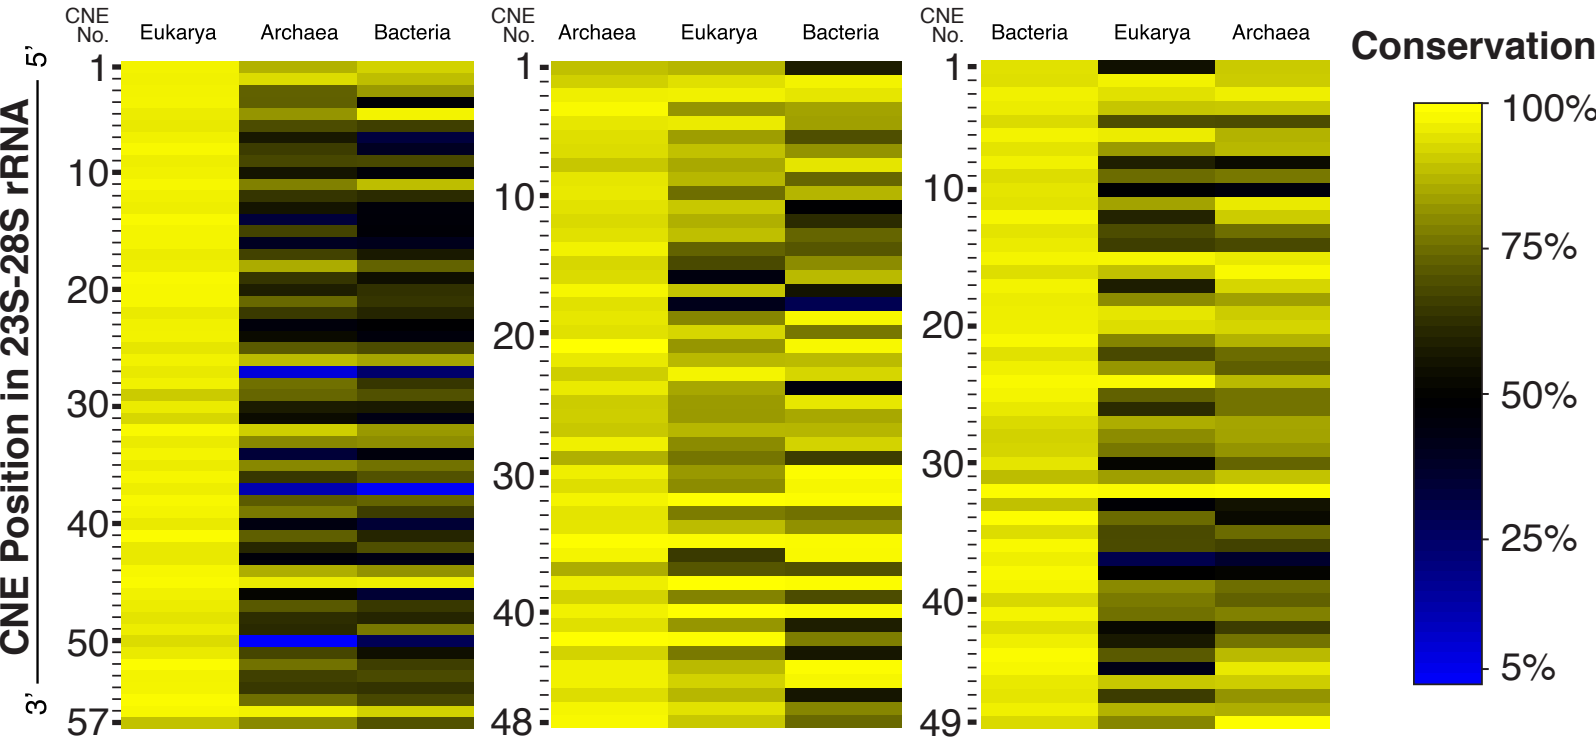 CNE
No.
Eukarya
Archaea
Bacteria
1
10
20
30
40
50
57
5’
CNE Position in 23S-28S rRNA
3’
CNE
No.
Archaea
Eukarya
Bacteria
1
10
20
30
40
48
CNE
No.
Bacteria
Eukarya
Archaea
1
10
20
30
40
49
Conservation
100%
75%
50%
25%
5%